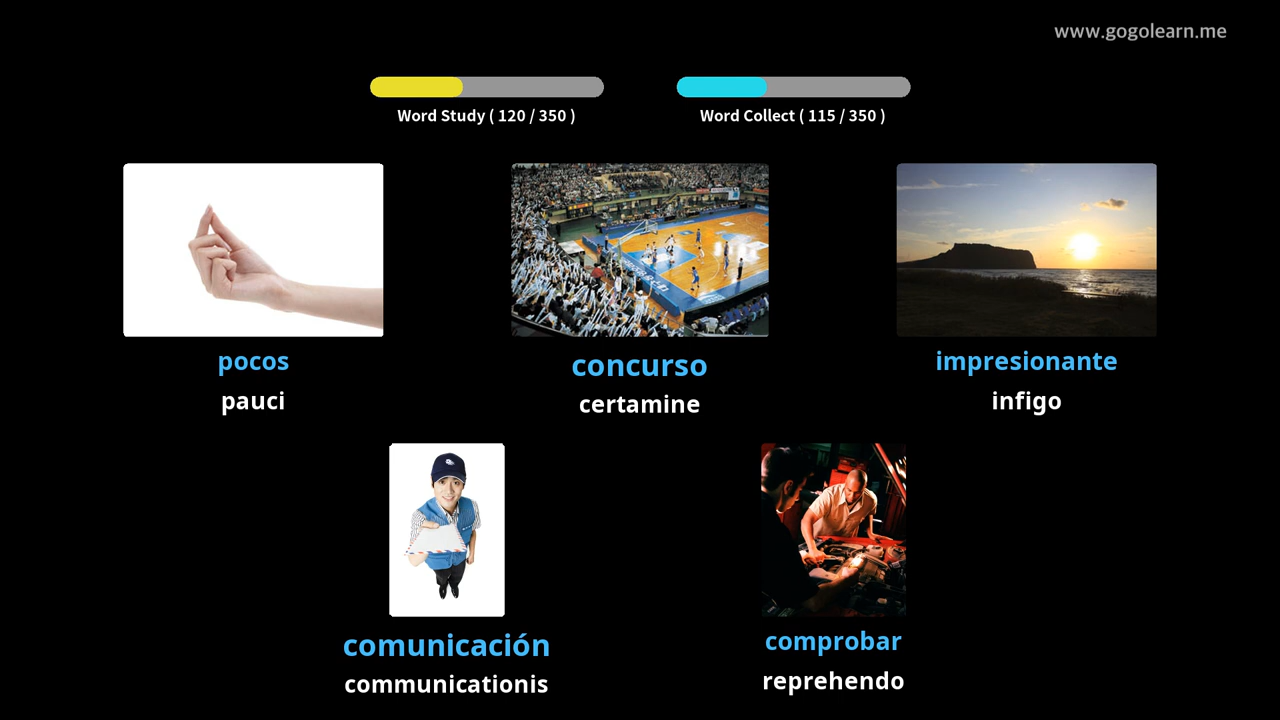 www.gogolearn.me
Word Study ( 120 / 350 )
Word Collect ( 115 / 350 )
pocos
pauci
concurso
certamine
impresionante
infigo
comunicación
communicationis
comprobar
reprehendo